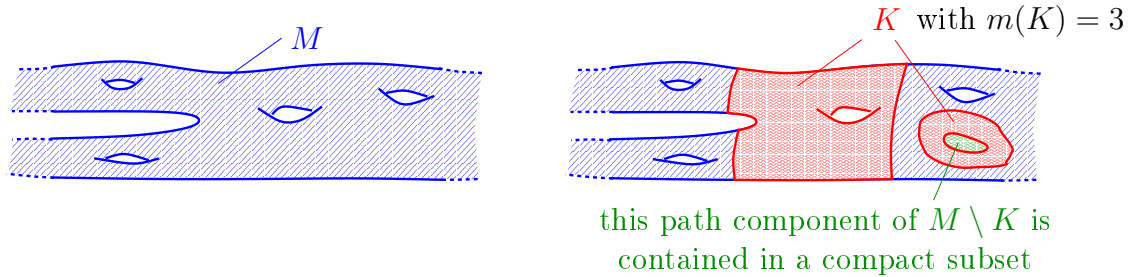 M
K with m(K) = 3
this path component of M \ K is
contained in a compact subset